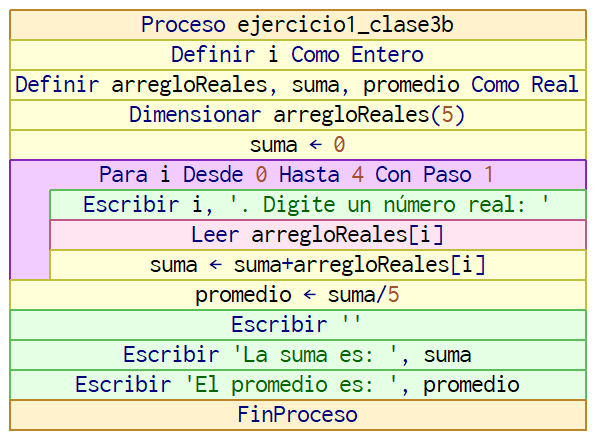 Proceso ejercicio1_clase3b
Definir i Como Entero
Definir arregloReales, suma, promedio Como Real
Dimensionar arregloReales(5)
suma ← 0
Para i Desde 0 Hasta 4 Con Paso 1
Escribir i, '. Digite un número real: '
Leer arregloReales[i]
suma ← suma+arregloReales[i]
promedio ← suma/5
Escribir ''
Escribir 'La suma es: ', suma
Escribir 'El promedio es: ', promedio
FinProceso